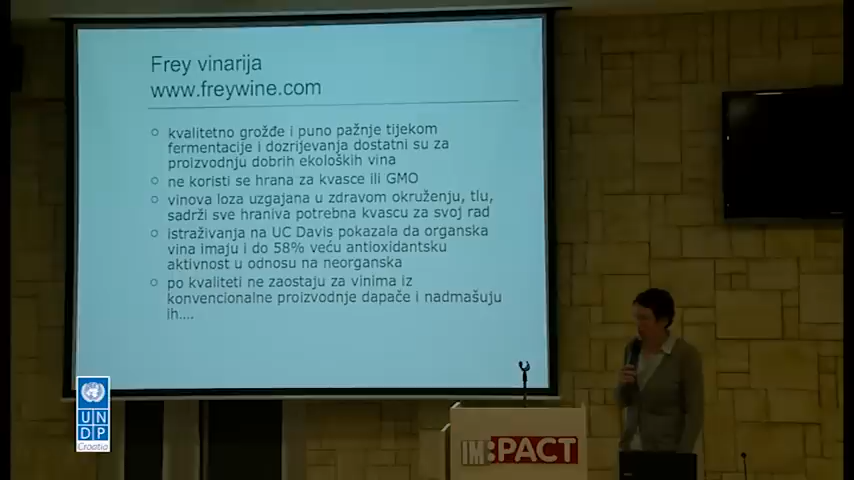 Frey vinarija
www.freywine.com
kvalitetno grožđe i puno pažnje tijekom
fermentacije i dozrijevanja dostatni su za
proizvodnju dobrih ekoloških vina
ne koristi se hrana za kvasce ili GMO
vinova loza uzgajana u zdravom okruženju, tlu,
sadrži sve hraniva potrebna kvascu za svoj rad
istraživanja na UC Davis pokazala da organska
vina imaju i do 58% veću antioxidantsku
aktivnost u odnosu na neorganska
po kvaliteti ne zaostaju za vinima iz
konvencionalne proizvodnje dapače i nadmašuju
ih....
UN
DP
Croatia
IM:PACT